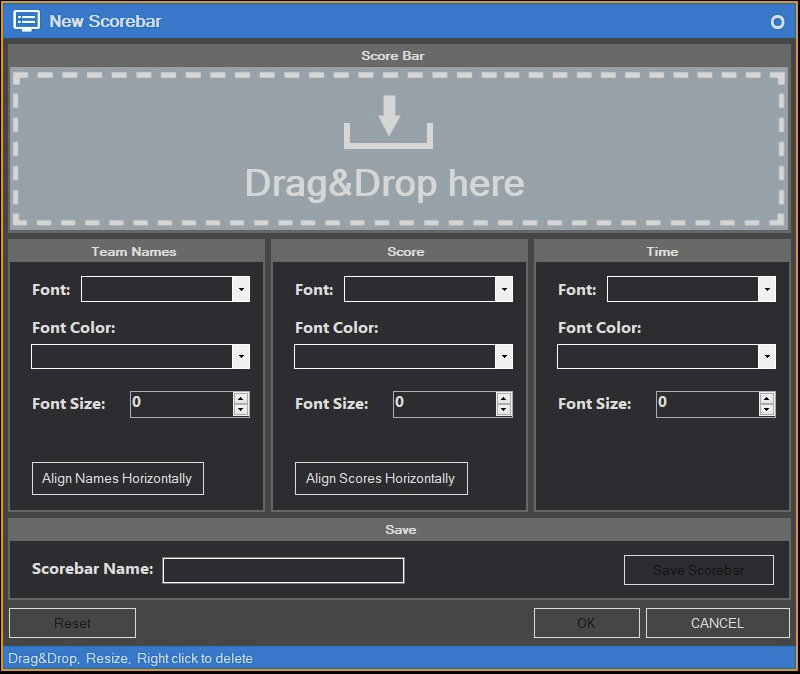 New Scorebar
Score Bar
Drag&Drop here
Team Names
Font:
Font Color:
Font Size: 0
Align Names Horizontally
Score
Font:
Font Color:
Font Size: 0
Align Scores Horizontally
Time
Font:
Font Color:
Font Size: 0
Save
Scorebar Name:
Save Scorebar
Reset
OK
CANCEL
Drag&Drop, Resize, Right click to delete